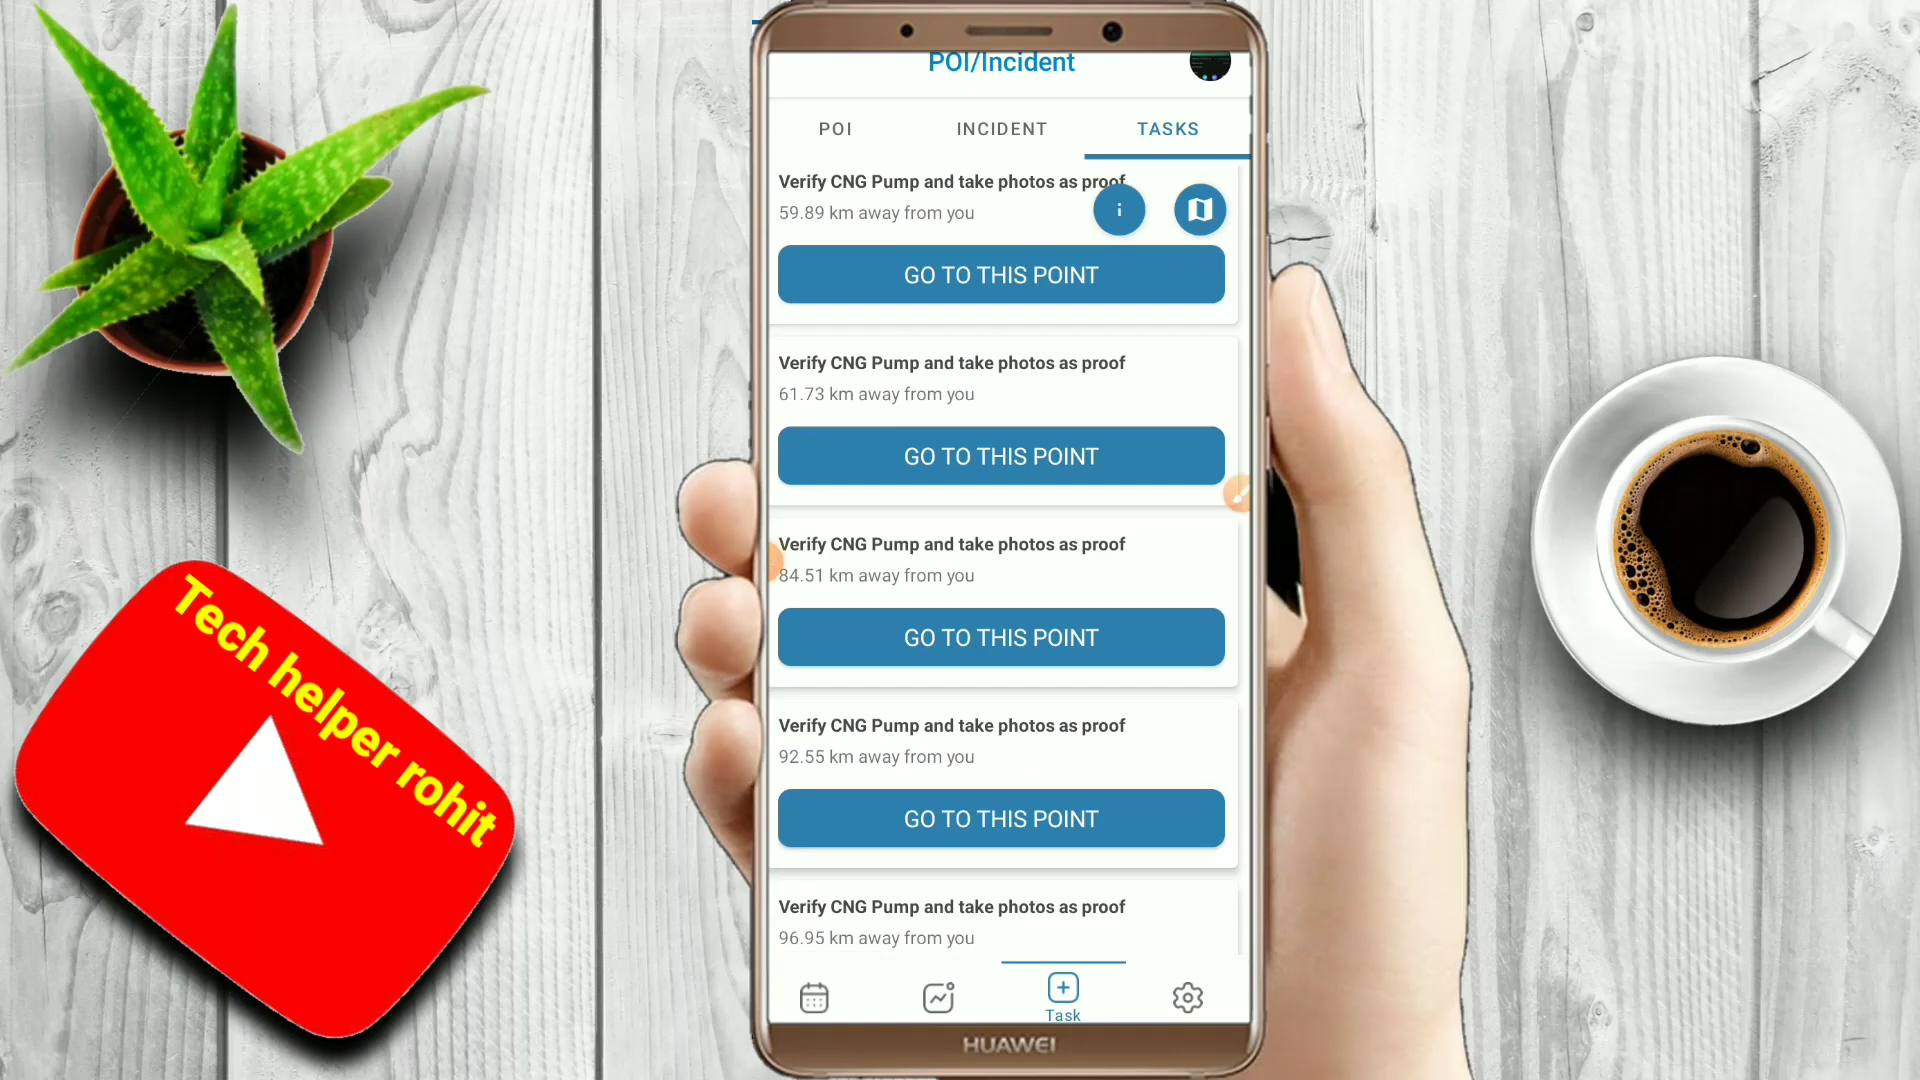 POI/Incident
POI
INCIDENT
TASKS
Verify CNG Pump and take photos as proof
59.89 km away from you
i
GO TO THIS POINT
Verify CNG Pump and take photos as proof
61.73 km away from you
GO TO THIS POINT
Verify CNG Pump and take photos as proof
84.51 km away from you
GO TO THIS POINT
Verify CNG Pump and take photos as proof
92.55 km away from you
GO TO THIS POINT
Verify CNG Pump and take photos as proof
96.95 km away from you
Task
HUAWEI
Tech helper rohit